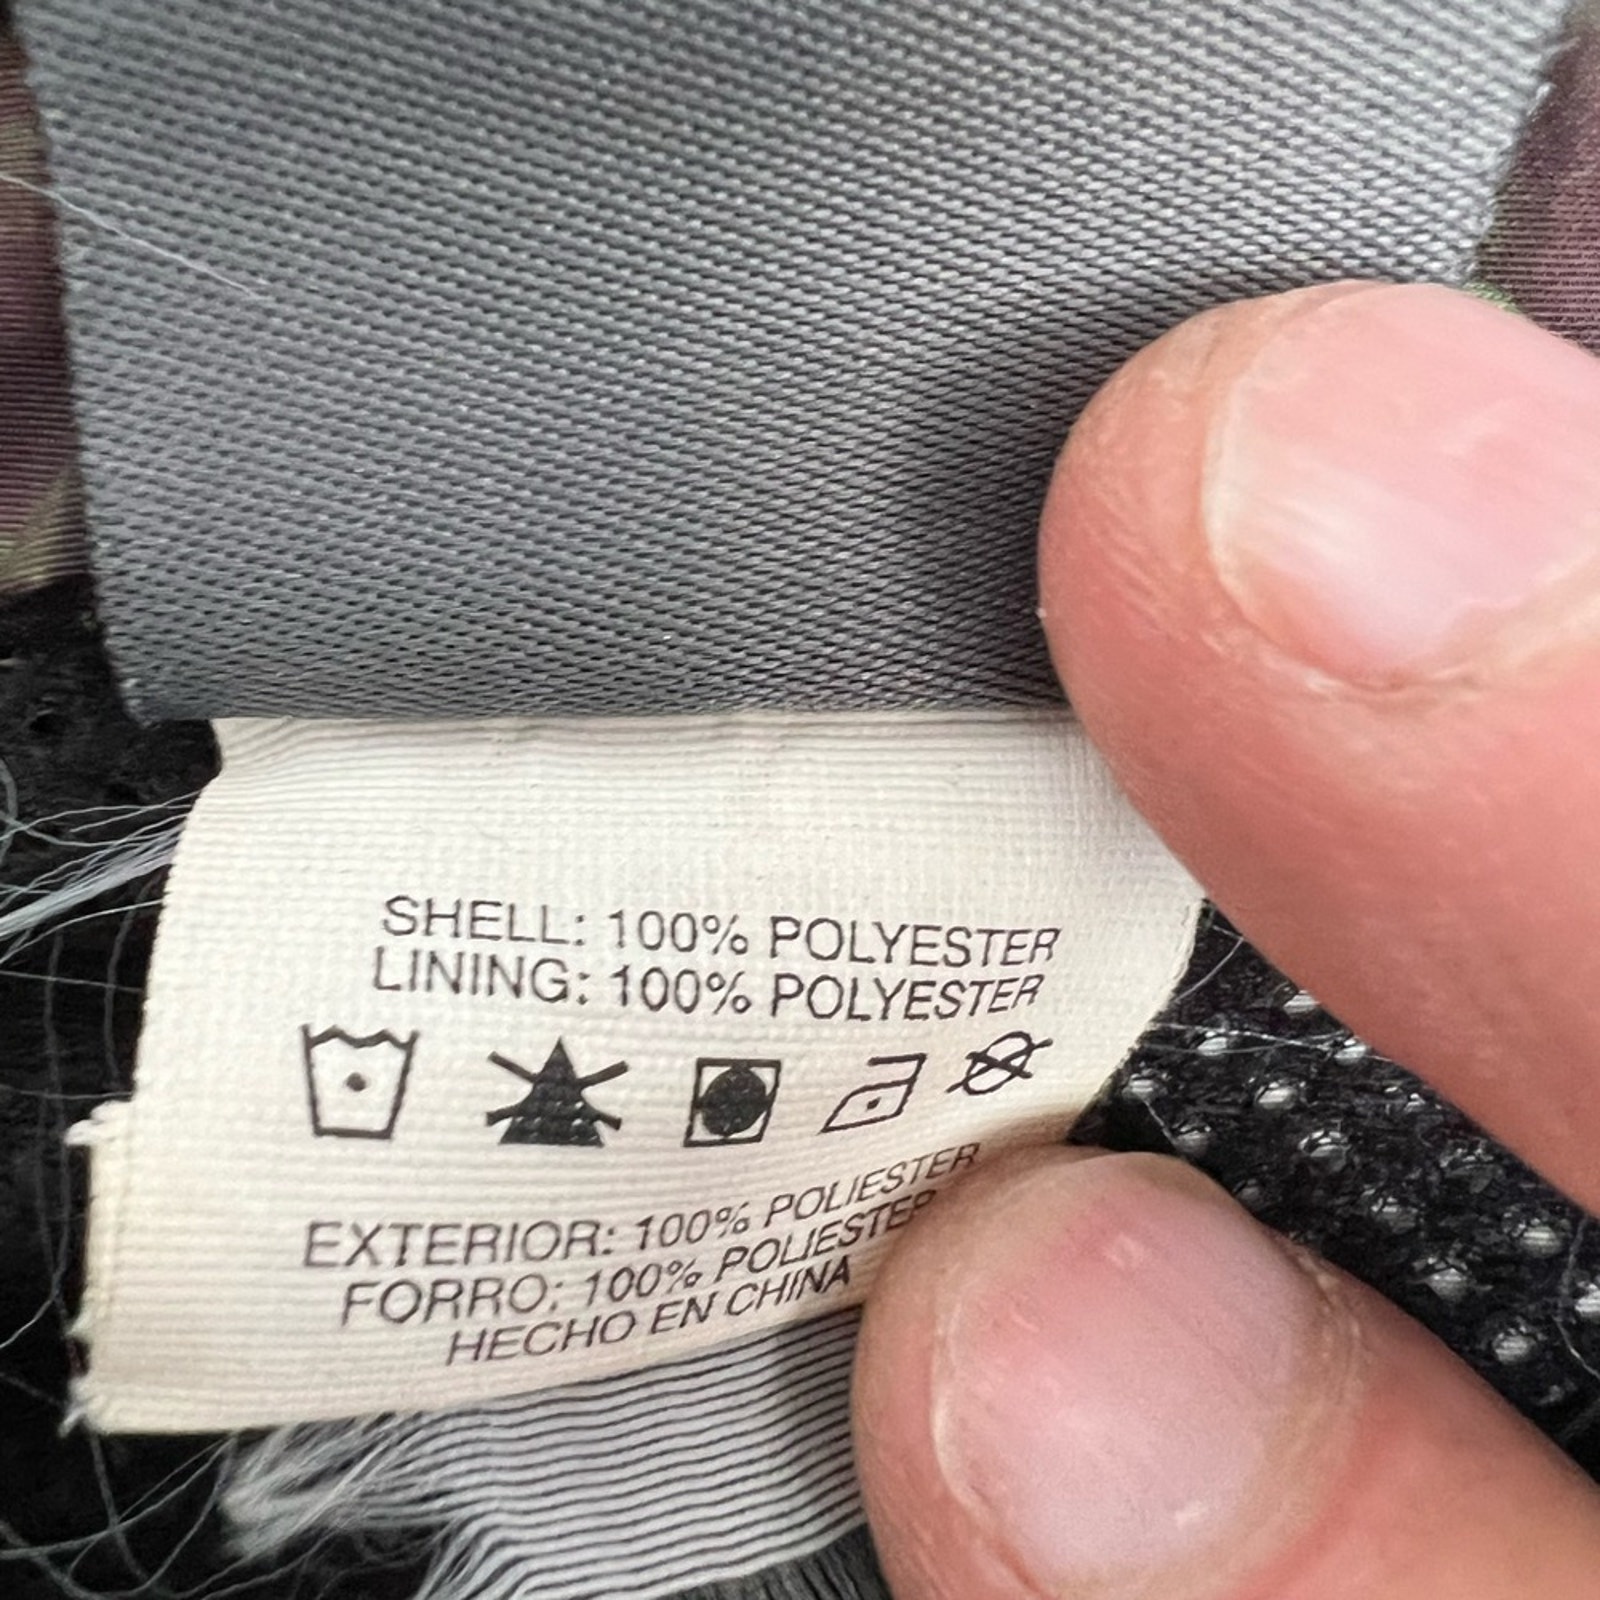 SHELL: 100% POLYESTER
LINING: 100% POLYESTER
EXTERIOR: 100% POLIESTER
FORRO: 100% POLIESTER
HECHO EN CHINA